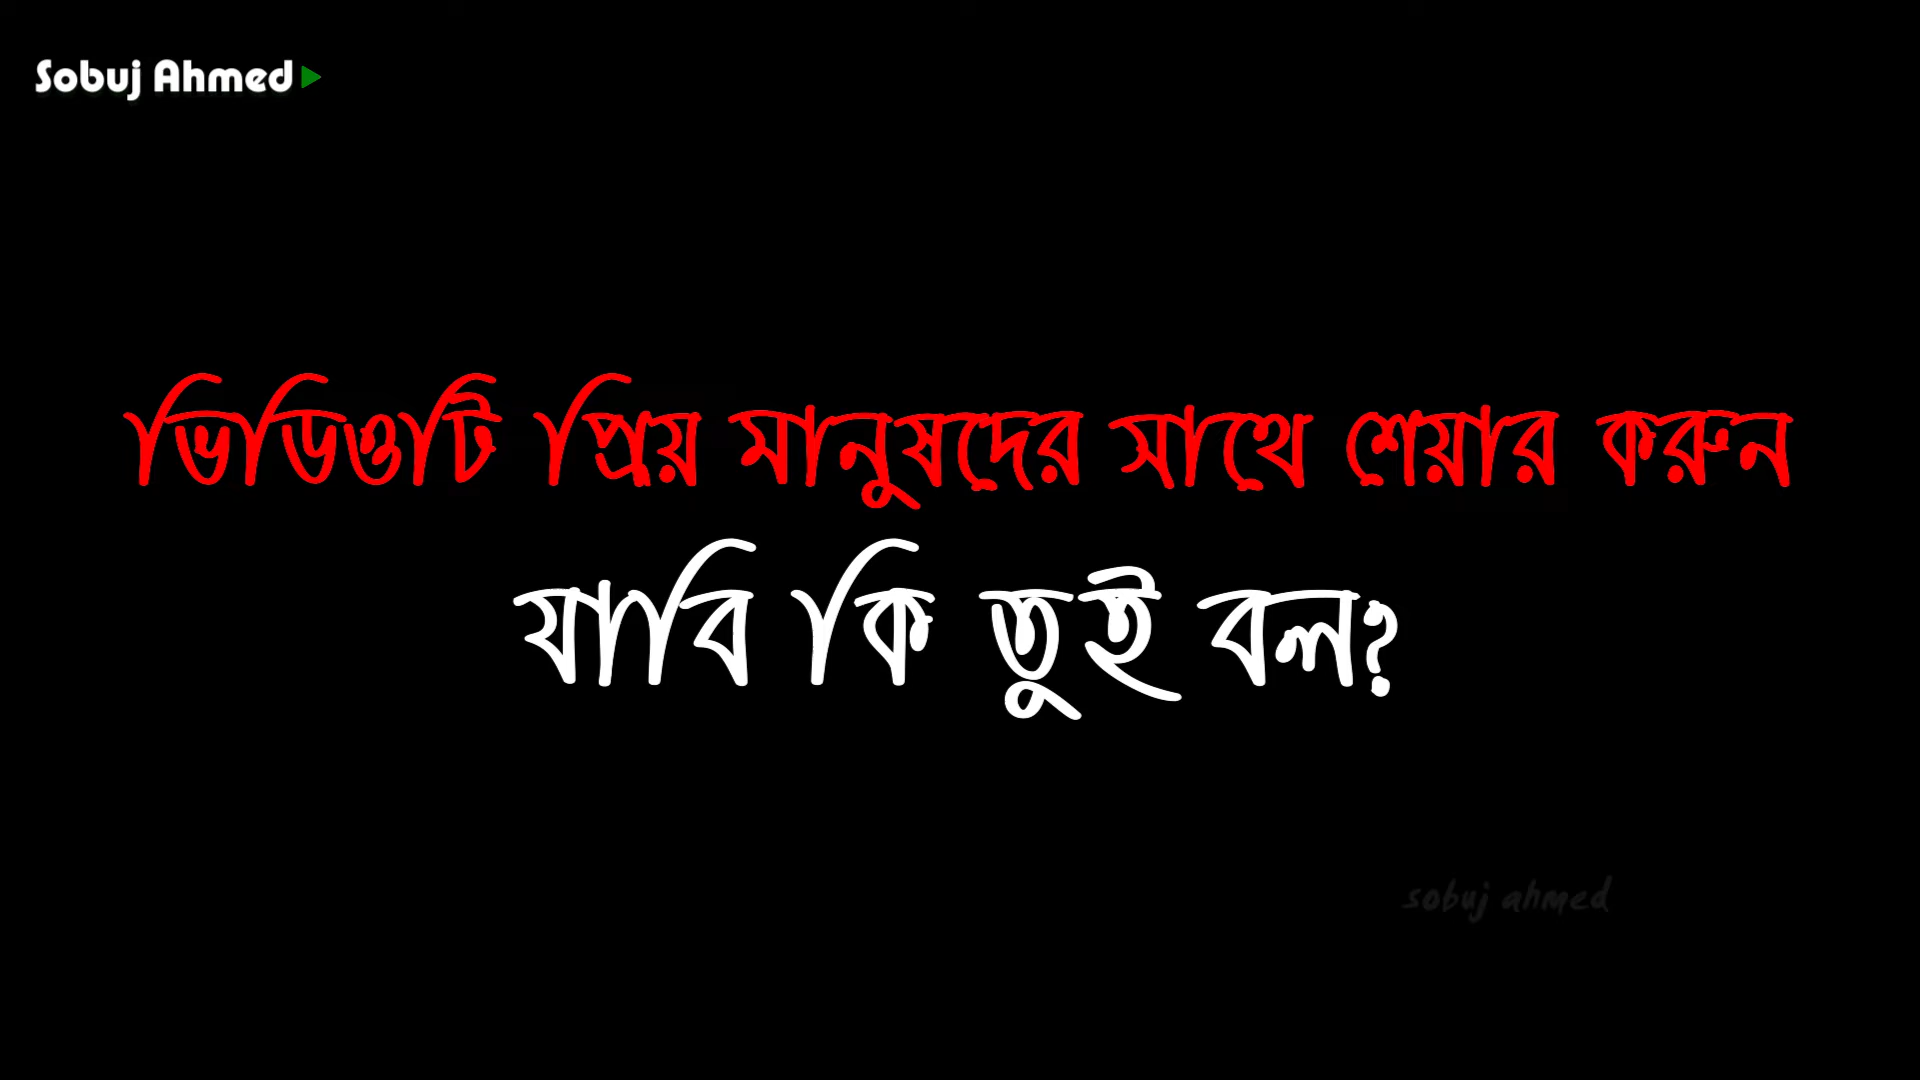 Sobuj Ahmed
ভিডিওটি প্রিয় মানুষদের সাথে শেয়ার করুন
যাবি কি তুই বল?
sobuj ahmed